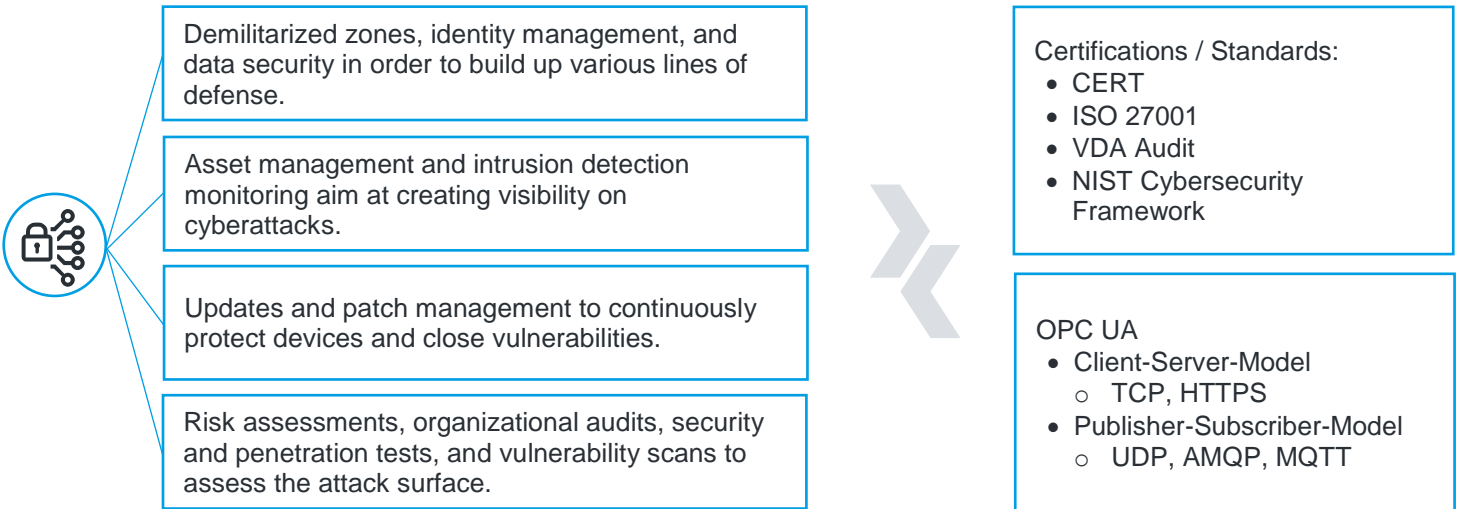 Demilitarized zones, identity management, and
data security in order to build up various lines of
defense.
Asset management and intrusion detection
monitoring aim at creating visibility on
cyberattacks.
Updates and patch management to continuously
protect devices and close vulnerabilities.
Risk assessments, organizational audits, security
and penetration tests, and vulnerability scans to
assess the attack surface.
Certifications / Standards:
• CERT
• ISO 27001
• VDA Audit
• NIST Cybersecurity
Framework
OPC UA
• Client-Server-Model
o TCP, HTTPS
• Publisher-Subscriber-Model
o UDP, AMQP, MQTT